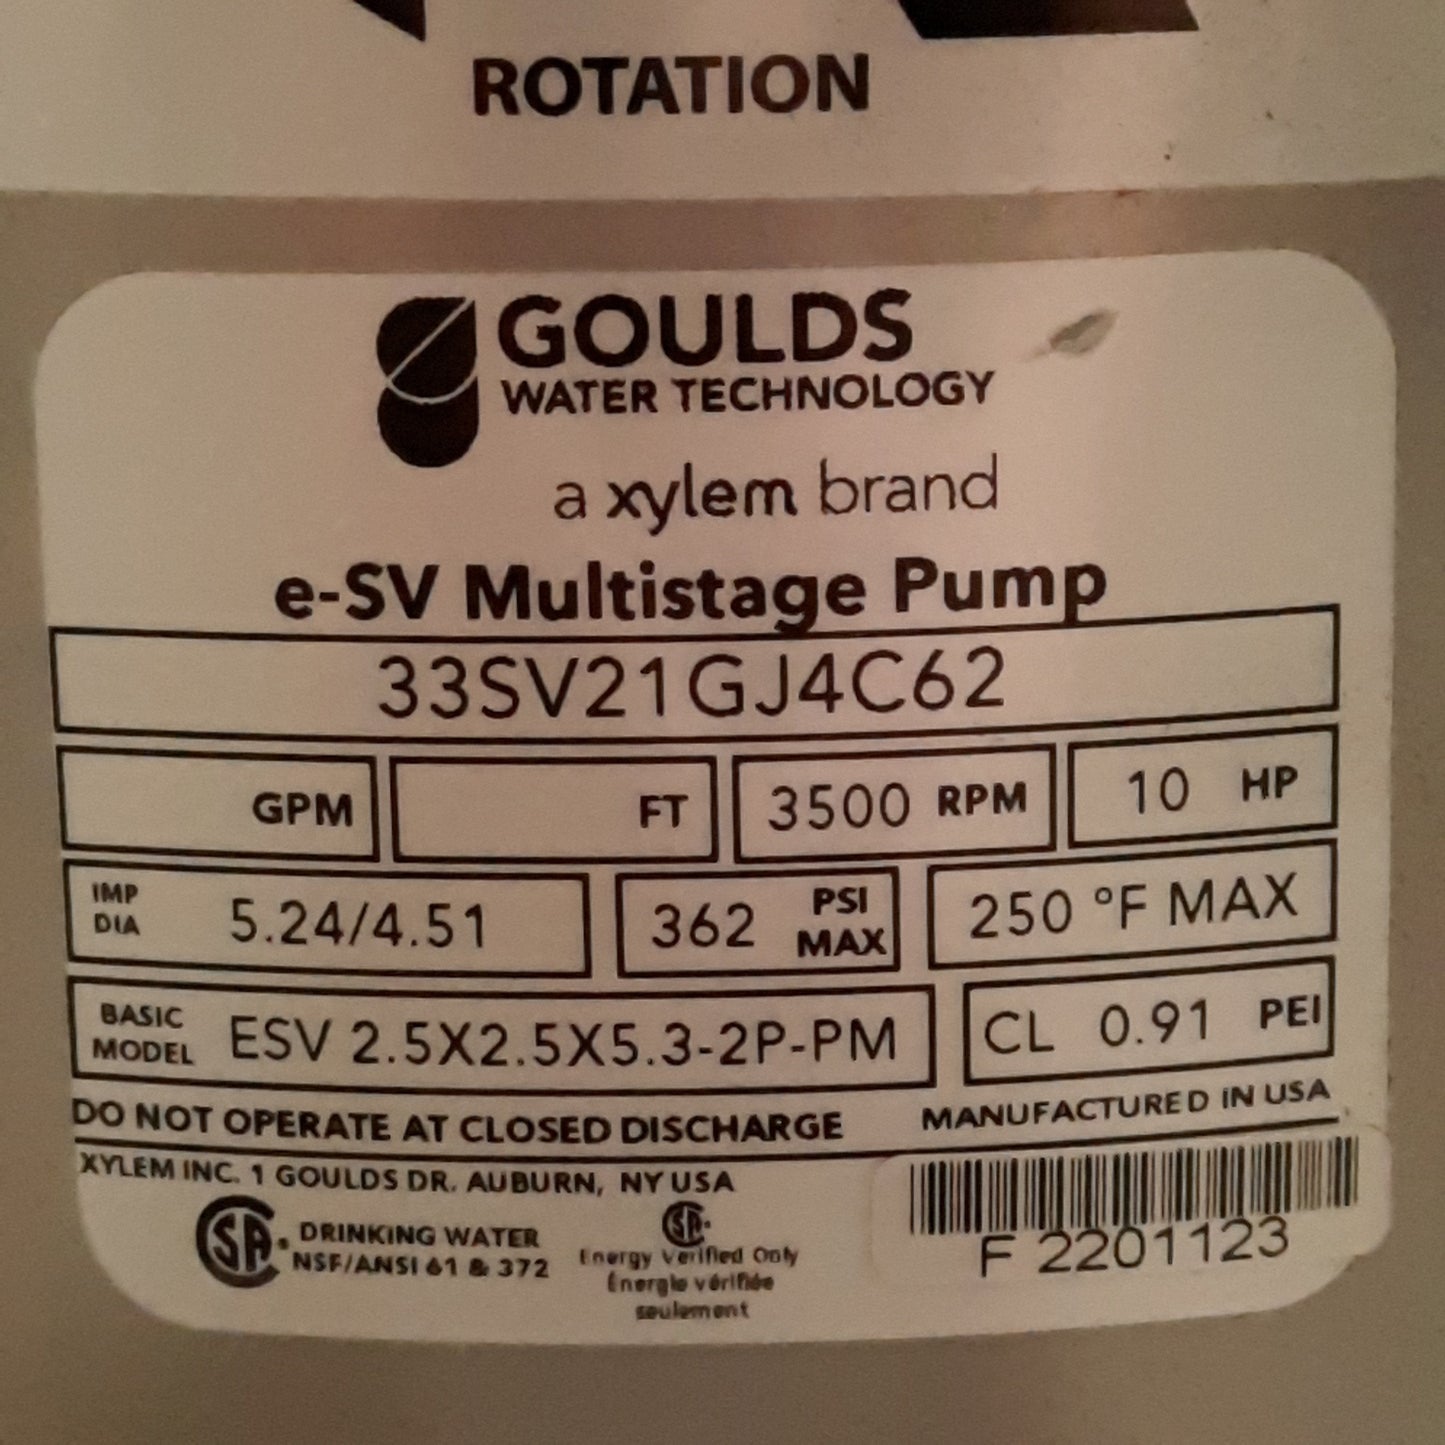 ROTATION
GOULDS
WATER TECHNOLOGY
a xylem brand
e-SV Multistage Pump
33SV21GJ4C62
GPM FT 3500 RPM 10 HP
IMP DIA 5.24/4.51 362 PSI MAX 250 °F MAX
BASIC MODEL ESV 2.5X2.5X5.3-2P-PM CL 0.91 PEI
DO NOT OPERATE AT CLOSED DISCHARGE MANUFACTURED IN USA
XYLEM INC. 1 GOULDS DR. AUBURN, NY USA
SA. DRINKING WATER
NSF/ANSI 61 & 372
SA.
Energy Verified Only
Énergie vérifiée
seulement
F 2201123